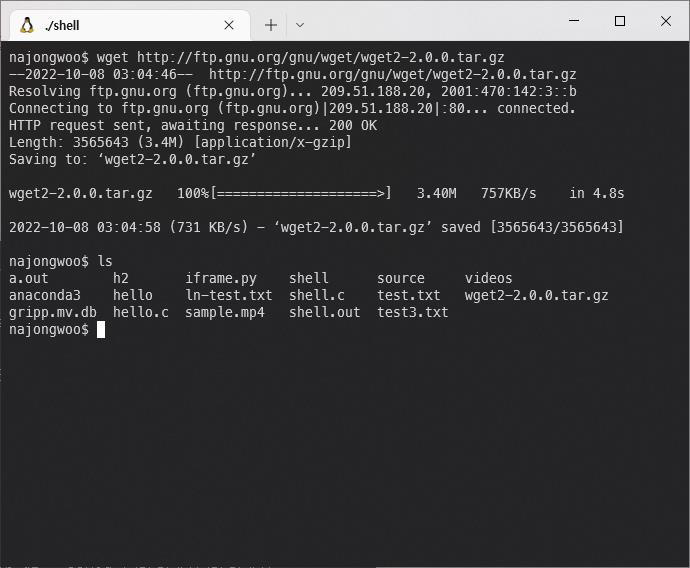 ./shell
najongwoo$ wget http://ftp.gnu.org/gnu/wget/wget2-2.0.0.tar.gz
--2022-10-08 03:04:46--  http://ftp.gnu.org/gnu/wget/wget2-2.0.0.tar.gz
Resolving ftp.gnu.org (ftp.gnu.org)... 209.51.188.20, 2001:470:142:3::b
Connecting to ftp.gnu.org (ftp.gnu.org)|209.51.188.20|:80... connected.
HTTP request sent, awaiting response... 200 OK
Length: 3565643 (3.4M) [application/x-gzip]
Saving to: ‘wget2-2.0.0.tar.gz’
wget2-2.0.0.tar.gz   100%[====================>]   3.40M   757KB/s    in 4.8s
2022-10-08 03:04:58 (731 KB/s) - ‘wget2-2.0.0.tar.gz’ saved [3565643/3565643]
najongwoo$ ls
a.out      h2       iframe.py    shell      source     videos
anaconda3    hello    ln-test.txt  shell.c    test.txt   wget2-2.0.0.tar.gz
gripp.mv.db  hello.c  sample.mp4   shell.out  test3.txt
najongwoo$